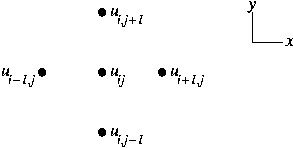 y
u_{i,j+1}
x
u_{i-1,j} u_{ij} u_{i+1,j}
u_{i,j-1}